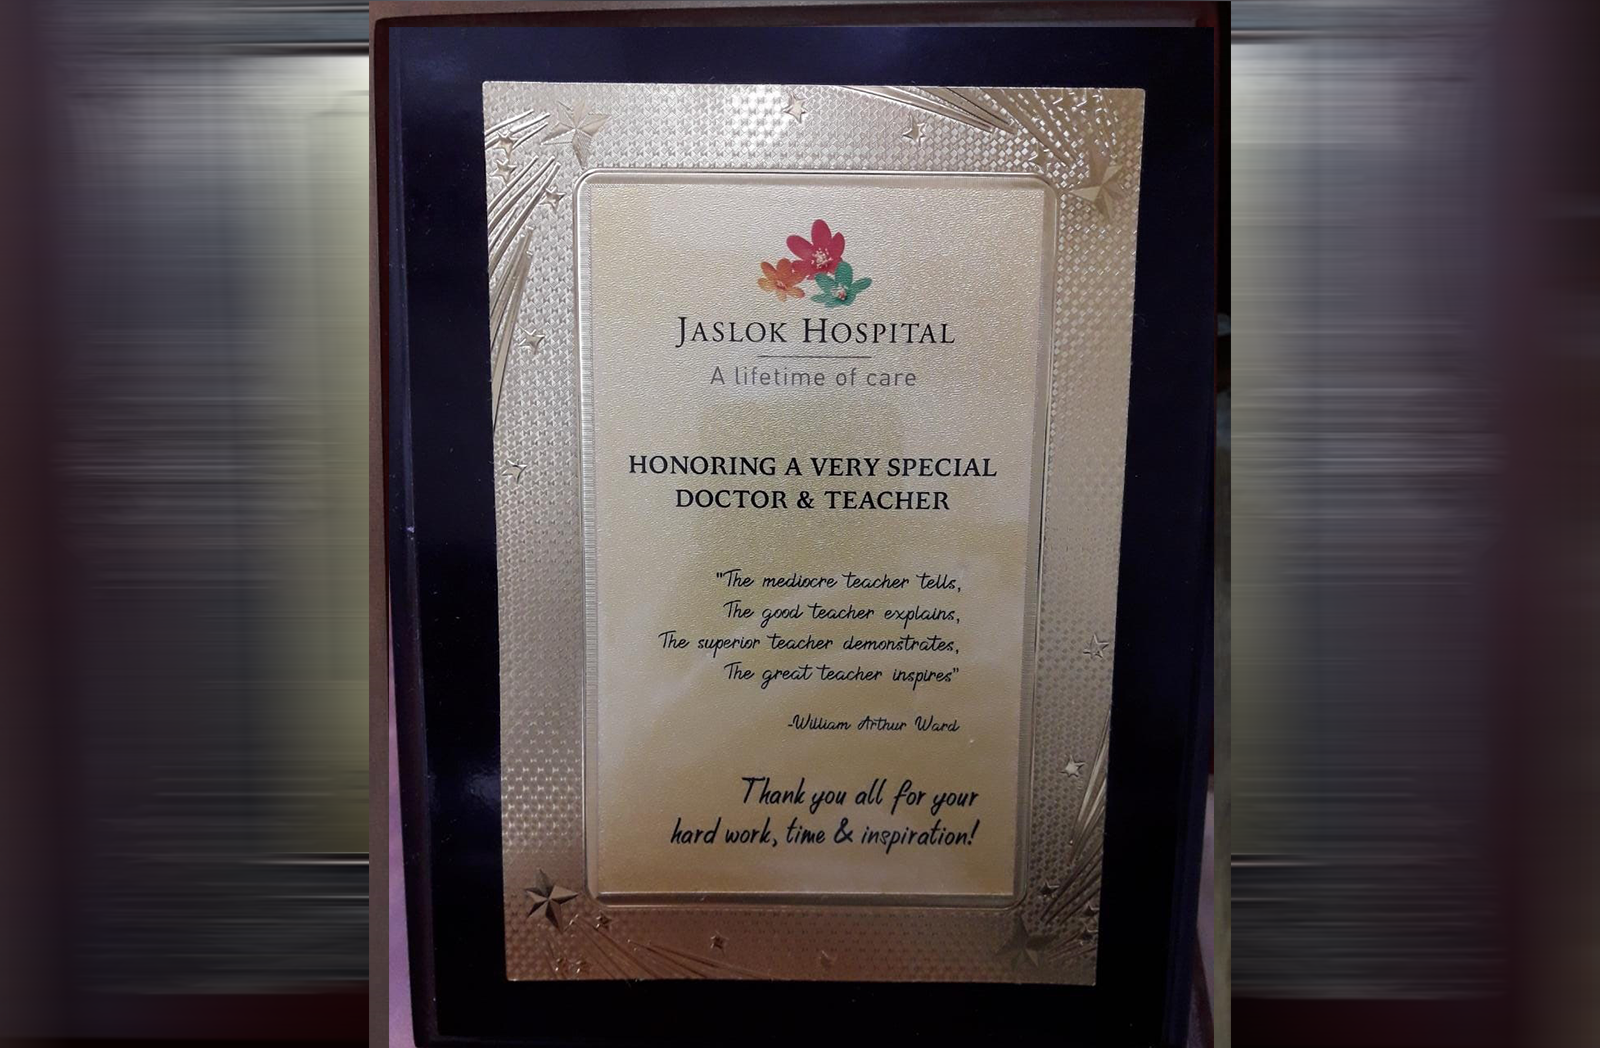 JASLOK HOSPITAL
A lifetime of care
HONORING A VERY SPECIAL
DOCTOR & TEACHER
"The mediocre teacher tells,
The good teacher explains,
The superior teacher demonstrates,
The great teacher inspires"
-William Arthur Ward
Thank you all for your
hard work, time & inspiration!